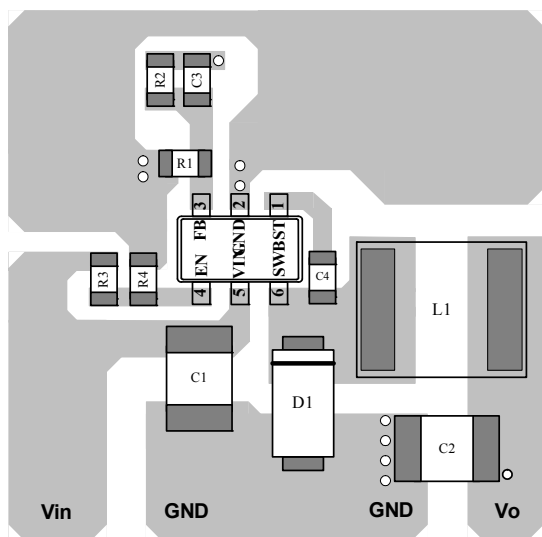 R2
C3
R1
3 2 1
FB GND BST
EN VIN SW
4 5 6
R3
R4
C4
L1
C1
D1
C2
Vin
GND
GND
Vo